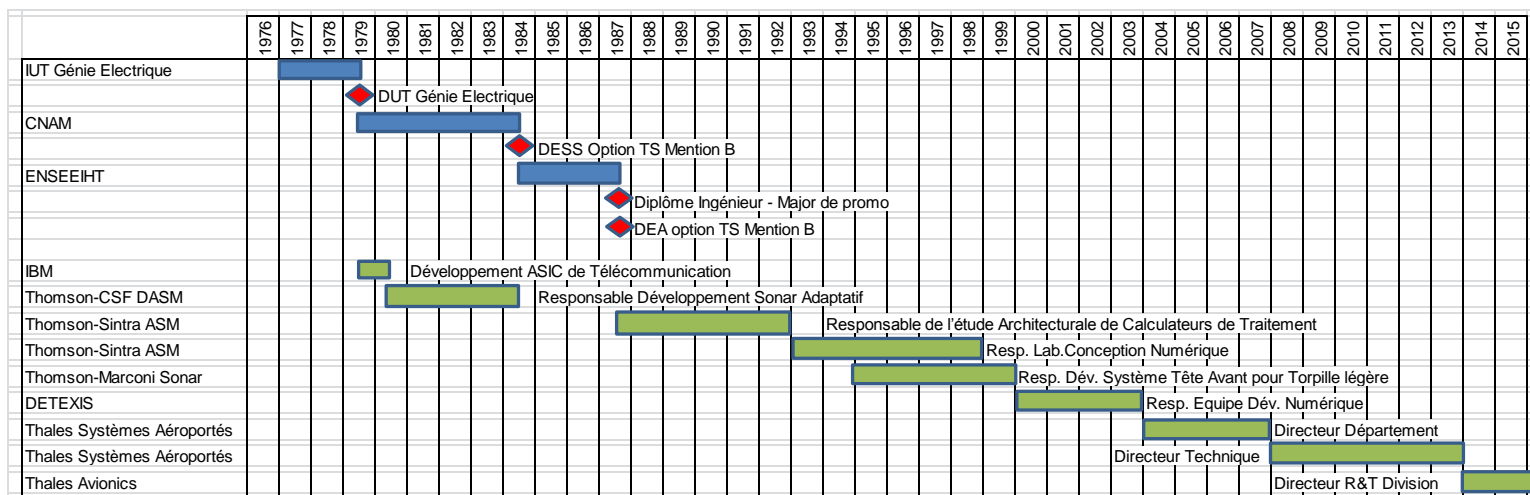 1976 1977 1978 1979 1980 1981 1982 1983 1984 1985 1986 1987 1988 1989 1990 1991 1992 1993 1994 1995 1996 1997 1998 1999 2000 2001 2002 2003 2004 2005 2006 2007 2008 2009 2010 2011 2012 2013 2014 2015
IUT Génie Electrique
DUT Génie Electrique
CNAM
DESS Option TS Mention B
ENSEEIHT
Diplôme Ingénieur - Major de promo
DEA option TS Mention B
IBM Développement ASIC de Télécommunication
Thomson-CSF DASM Responsable Développement Sonar Adaptatif
Thomson-Sintra ASM Responsable de l'étude Architecturale de Calculateurs de Traitement
Thomson-Sintra ASM Resp. Lab.Conception Numérique
Thomson-Marconi Sonar Resp. Dév. Système Tête Avant pour Torpille légère
DETEXIS Resp. Equipe Dév. Numérique
Thales Systèmes Aéroportés Directeur Département
Thales Systèmes Aéroportés Directeur Technique
Thales Avionics Directeur R&T Division